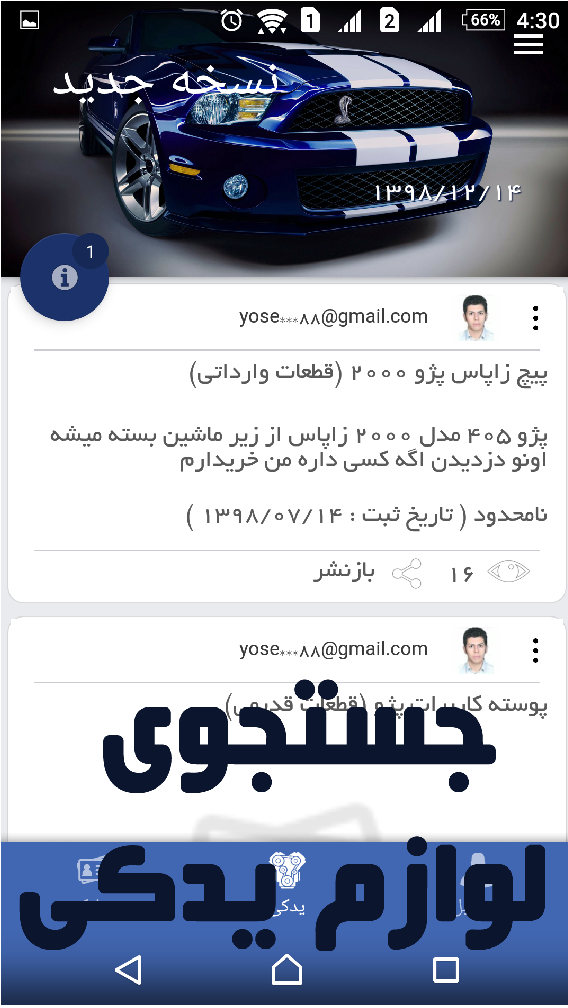 1 2 66% 4:30
نسخه جدید
۱۳۹۸/۱۲/۱۴
1
yose***۸۸@gmail.com
پیچ زاپاس پژو ۲۰۰۰ (قطعات وارداتی)
پژو ۴۰۵ مدل ۲۰۰۰ زاپاس از زیر ماشین بسته میشه
اونو دزدیدن اگه کسی داره من خریدارم
نامحدود ( تاریخ ثبت : ۱۳۹۸/۰۷/۱۴ )
۱۶ بازنشر
yose***۸۸@gmail.com
پوسته کاربرات پژو (قطعات قدیمی)
جستجوی
لوازم یدکی
یدکی